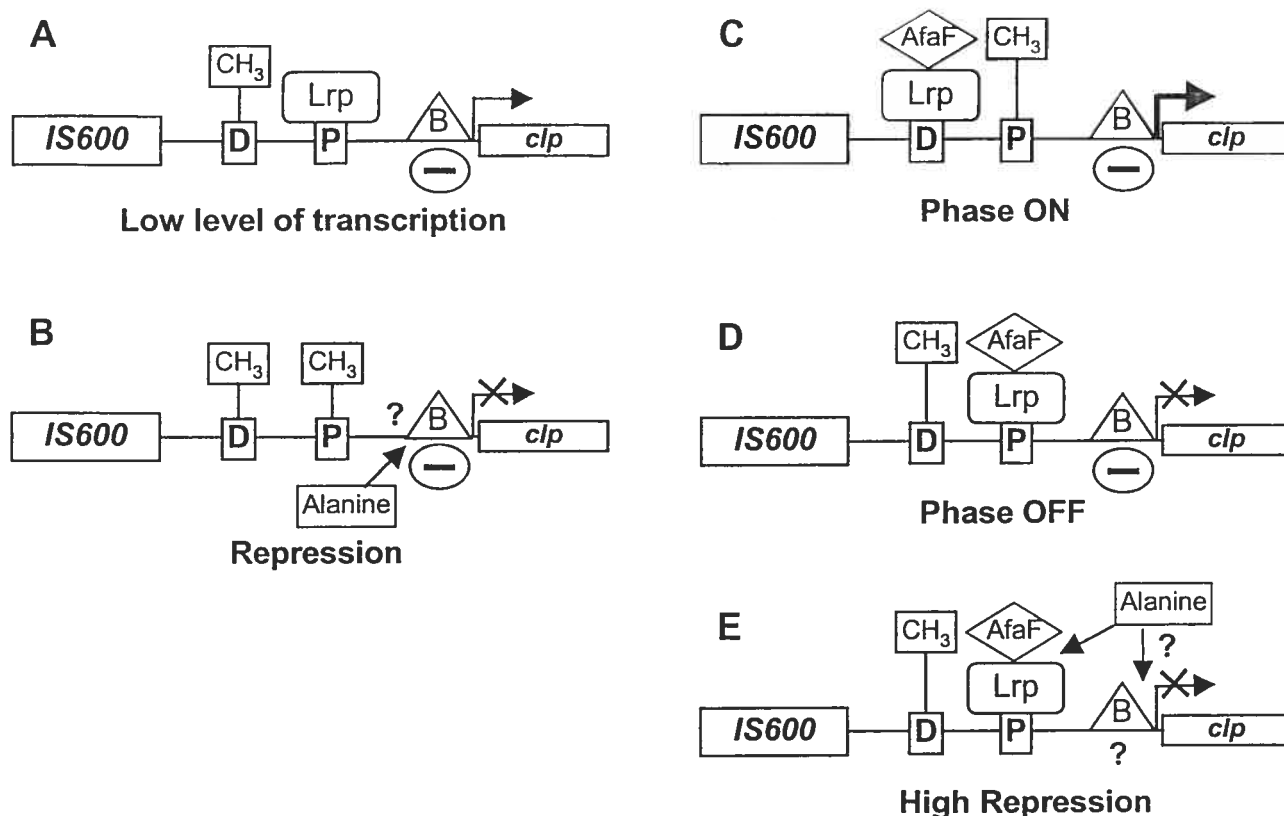 A
CH₃
Lrp
B
IS600
D
P
clp
−
Low level of transcription
B
CH₃
CH₃
?
B
IS600
D
P
clp
−
Alanine
Repression
C
AfaF
CH₃
Lrp
B
IS600
D
P
clp
−
Phase ON
D
CH₃
AfaF
Lrp
B
IS600
D
P
clp
−
Phase OFF
E
CH₃
AfaF
Alanine
?
Lrp
B
IS600
D
P
clp
?
High Repression